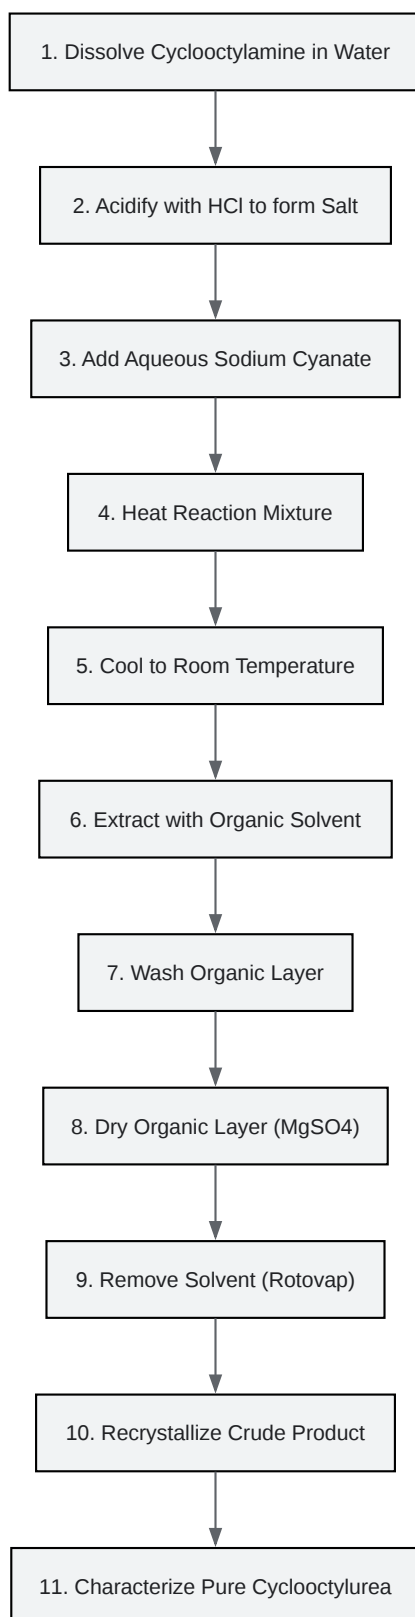 1. Dissolve Cyclooctylamine in Water
2. Acidify with HCl to form Salt
3. Add Aqueous Sodium Cyanate
4. Heat Reaction Mixture
5. Cool to Room Temperature
6. Extract with Organic Solvent
7. Wash Organic Layer
8. Dry Organic Layer (MgSO4)
9. Remove Solvent (Rotovap)
10. Recrystallize Crude Product
11. Characterize Pure Cyclooctylurea